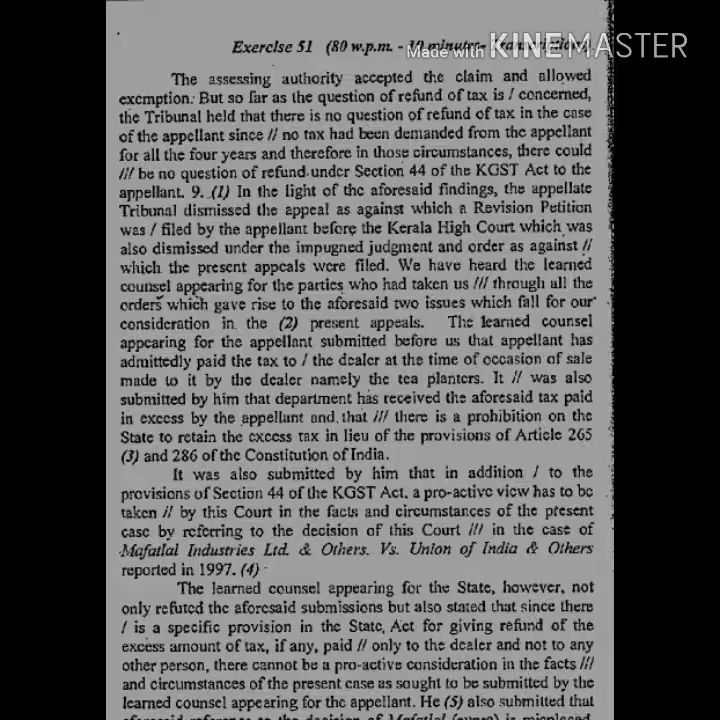 Exercise 51 (80 w.p.m. - 10 minutes- Transcription)
Made with KINEMASTER
The assessing authority accepted the claim and allowed
exemption. But so far as the question of refund of tax is / concerned,
the Tribunal held that there is no question of refund of tax in the case
of the appellant since // no tax had been demanded from the appellant
for all the four years and therefore in those circumstances, there could
/// be no question of refund under Section 44 of the KGST Act to the
appellant. 9. (1) In the light of the aforesaid findings, the appellate
Tribunal dismissed the appeal as against which a Revision Petition
was / filed by the appellant before the Kerala High Court which was
also dismissed under the impugned judgment and order as against //
which the present appeals were filed. We have heard the learned
counsel appearing for the parties who had taken us /// through all the
orders which gave rise to the aforesaid two issues which fall for our
consideration in the (2) present appeals. The learned counsel
appearing for the appellant submitted before us that appellant has
admittedly paid the tax to / the dealer at the time of occasion of sale
made to it by the dealer namely the tea planters. It // was also
submitted by him that department has received the aforesaid tax paid
in excess by the appellant and that /// there is a prohibition on the
State to retain the excess tax in lieu of the provisions of Article 265
(3) and 286 of the Constitution of India.
It was also submitted by him that in addition / to the
provisions of Section 44 of the KGST Act, a pro-active view has to be
taken // by this Court in the facts and circumstances of the present
case by referring to the decision of this Court /// in the case of
Mafatlal Industries Ltd. & Others. Vs. Union of India & Others
reported in 1997. (4)
The learned counsel appearing for the State, however, not
only refuted the aforesaid submissions but also stated that since there
/ is a specific provision in the State, Act for giving refund of the
excess amount of tax, if any, paid // only to the dealer and not to any
other person, there cannot be a pro-active consideration in the facts ///
and circumstances of the present case as sought to be submitted by the
learned counsel appearing for the appellant. He (5) also submitted that
aforesaid reference to the decision of Mafatlal (supra) is misplaced